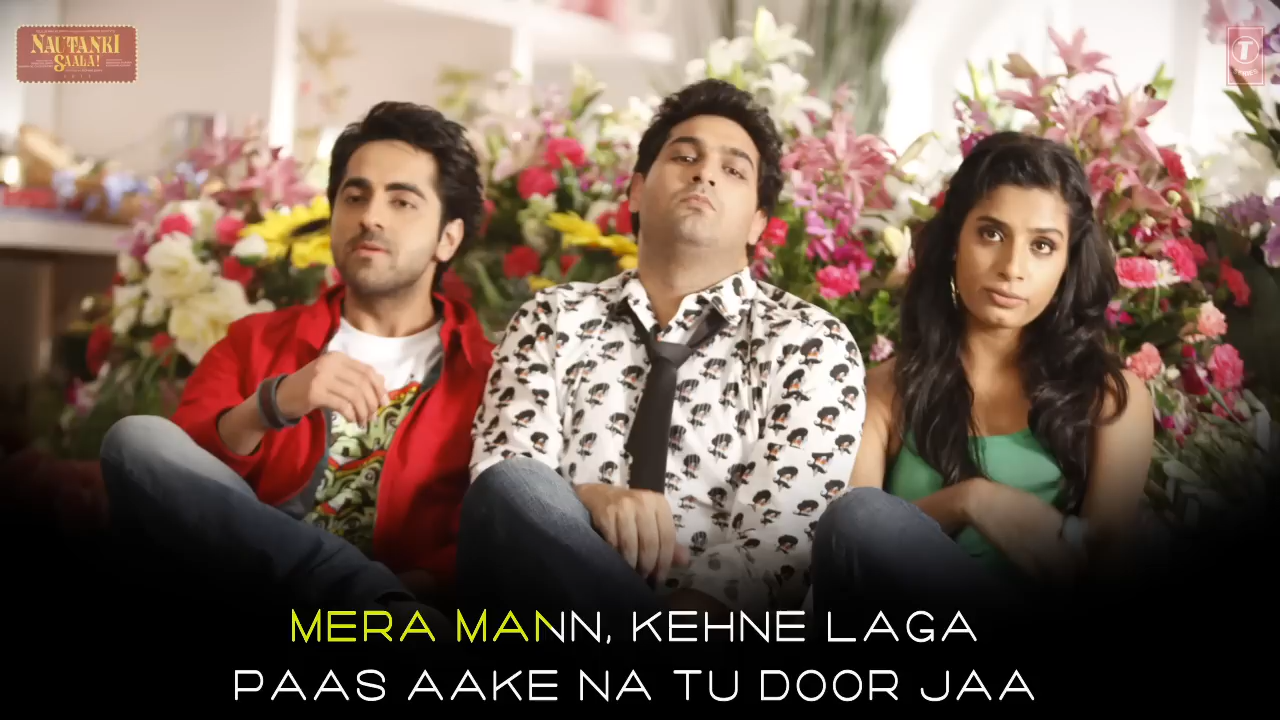 NAUTANKI
SAALA!
T
MERA MANN, KEHNE LAGA
PAAS AAKE NA TU DOOR JAA